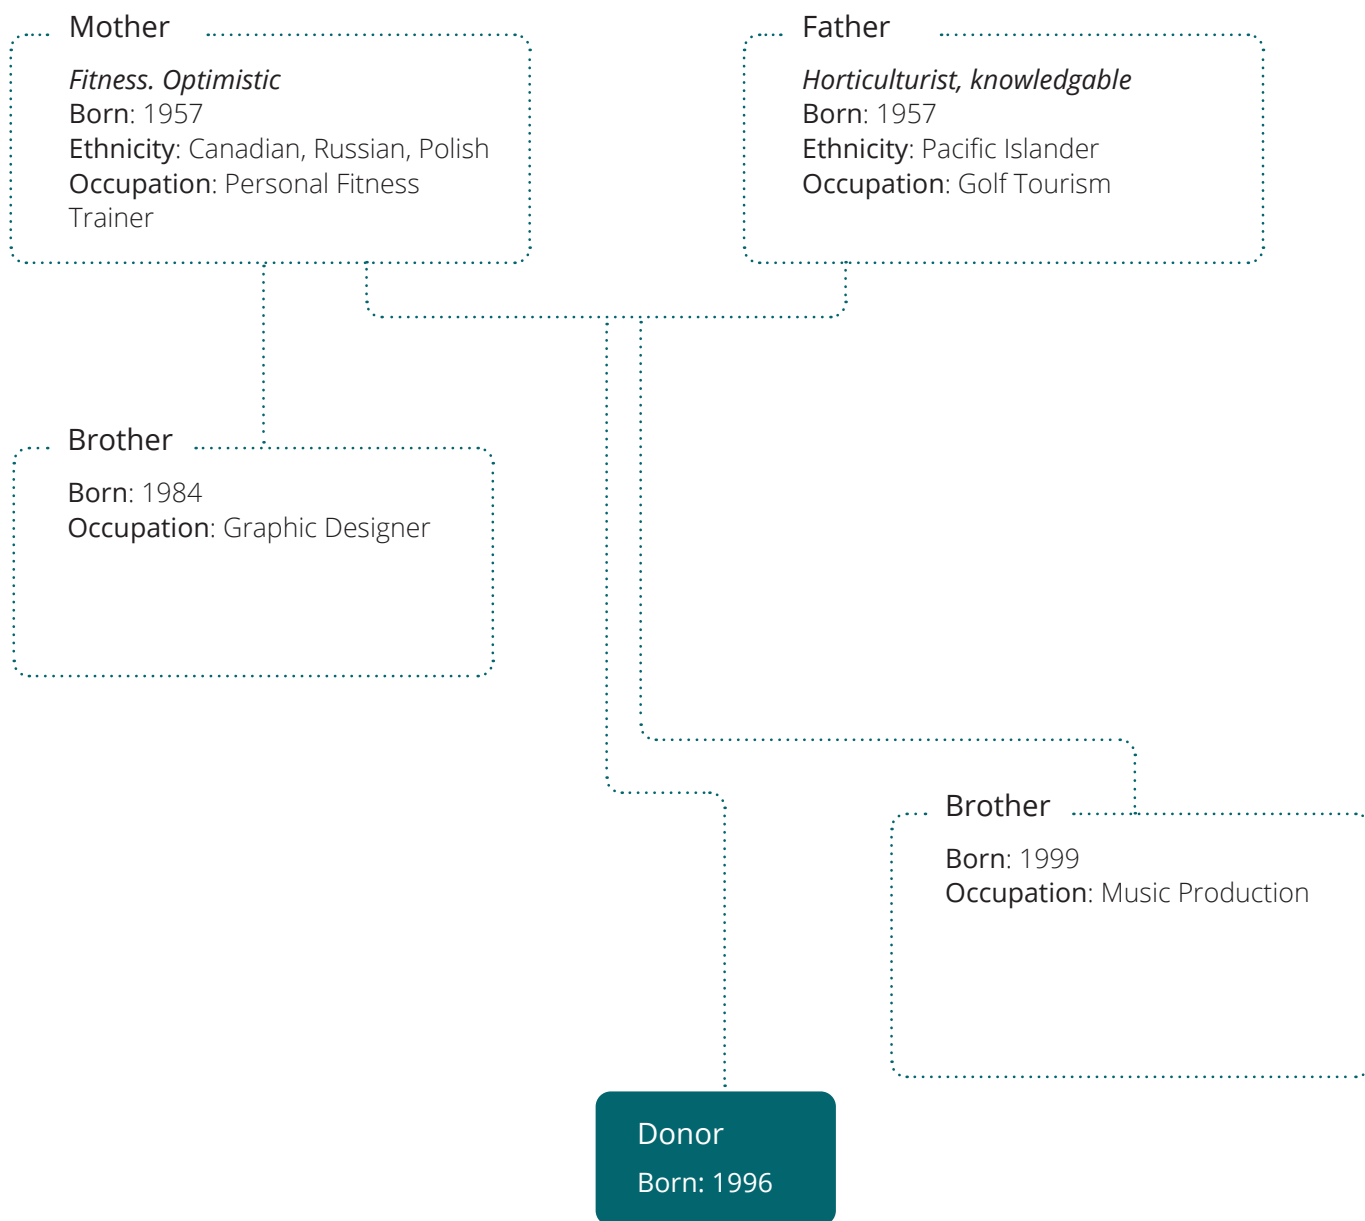 Mother
Fitness. Optimistic
Born: 1957
Ethnicity: Canadian, Russian, Polish
Occupation: Personal Fitness
Trainer
Father
Horticulturist, knowledgable
Born: 1957
Ethnicity: Pacific Islander
Occupation: Golf Tourism
Brother
Born: 1984
Occupation: Graphic Designer
Brother
Born: 1999
Occupation: Music Production
Donor
Born: 1996